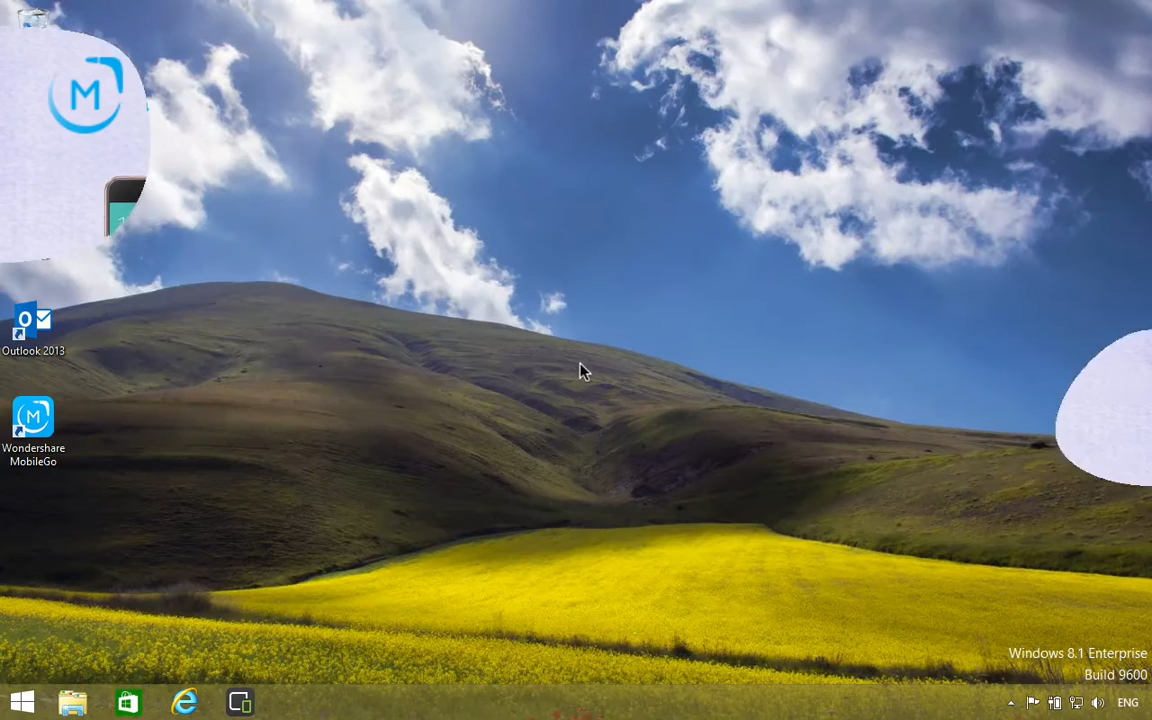 M
Outlook 2013
Wondershare
MobileGo
Windows 8.1 Enterprise
Build 9600
ENG